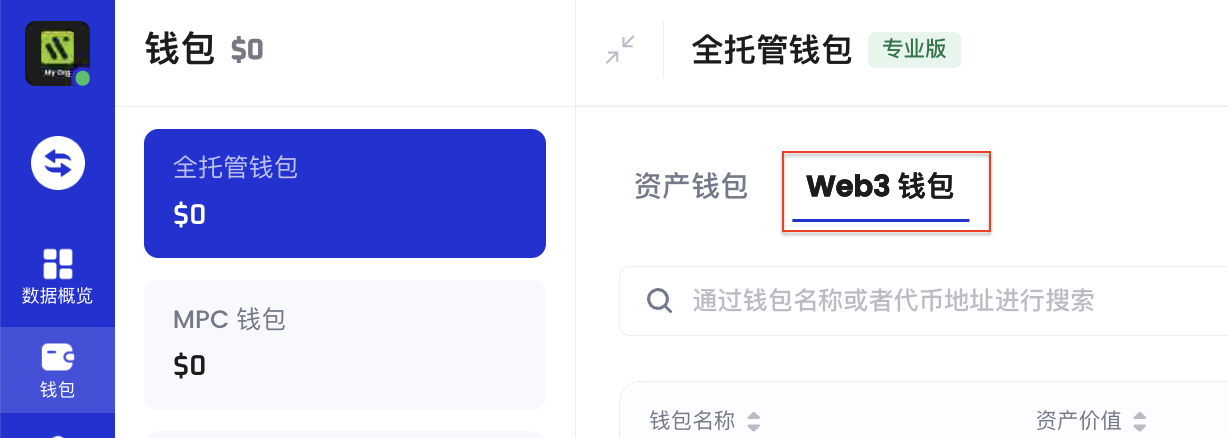 My Org
数据概览
钱包
钱包 $0
全托管钱包
$0
MPC 钱包
$0
全托管钱包 专业版
资产钱包 Web3 钱包
通过钱包名称或者代币地址进行搜索
钱包名称 资产价值